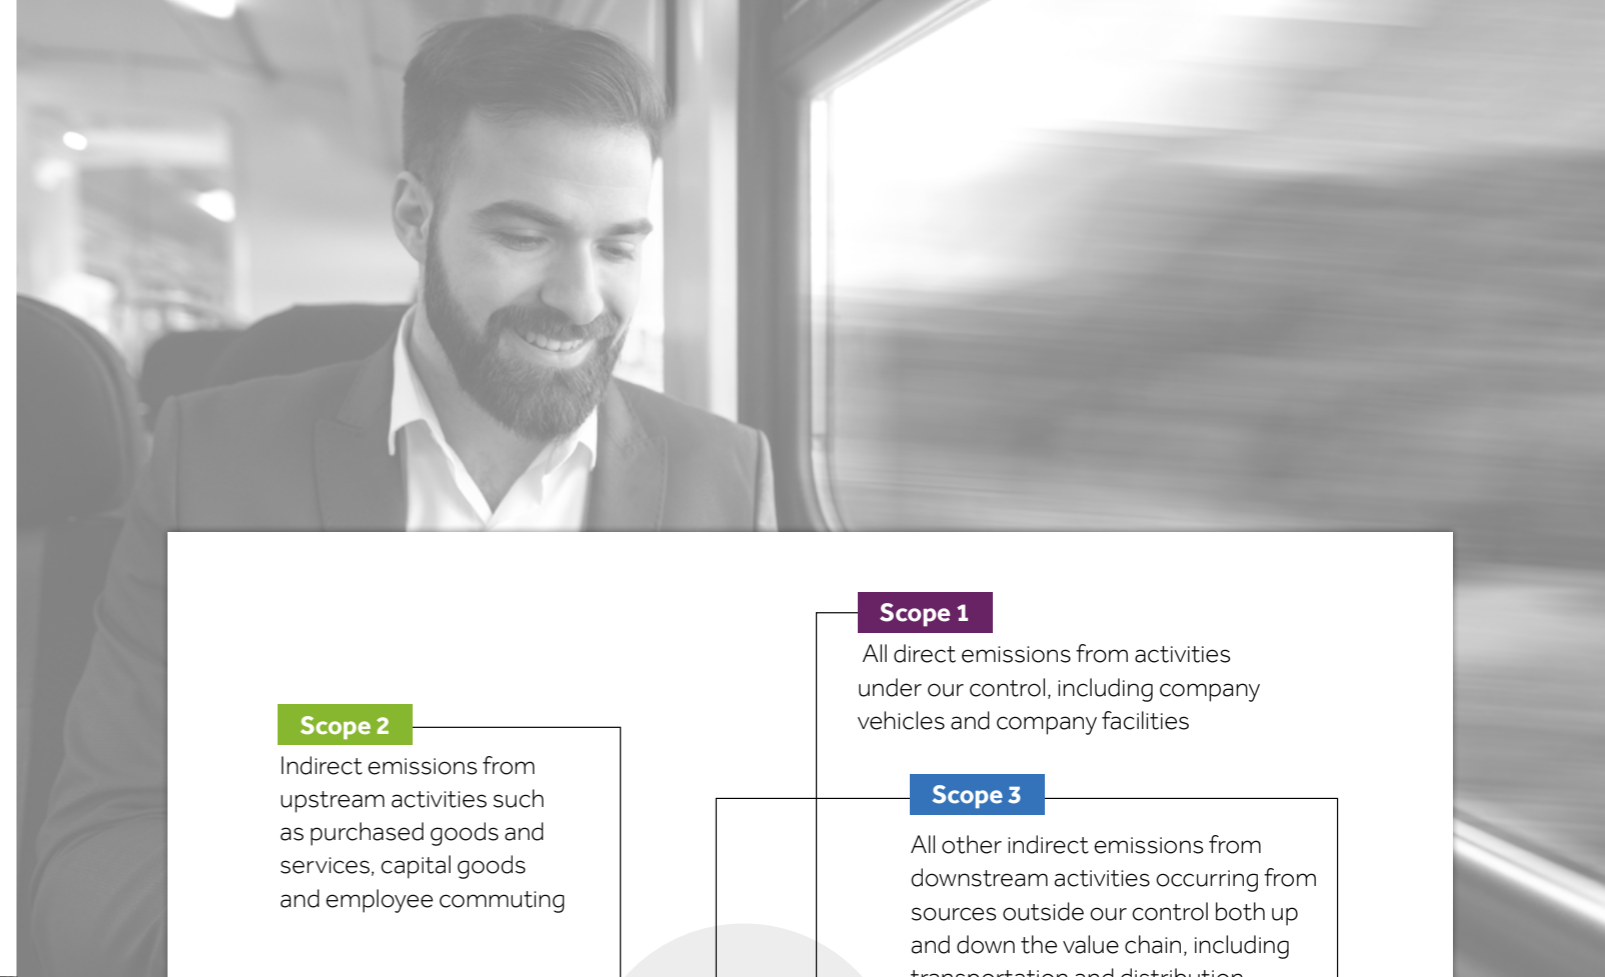 Scope 1
All direct emissions from activities
under our control, including company
vehicles and company facilities
Scope 2
Indirect emissions from
upstream activities such
as purchased goods and
services, capital goods
and employee commuting
Scope 3
All other indirect emissions from
downstream activities occurring from
sources outside our control both up
and down the value chain, including
transportation and distribution